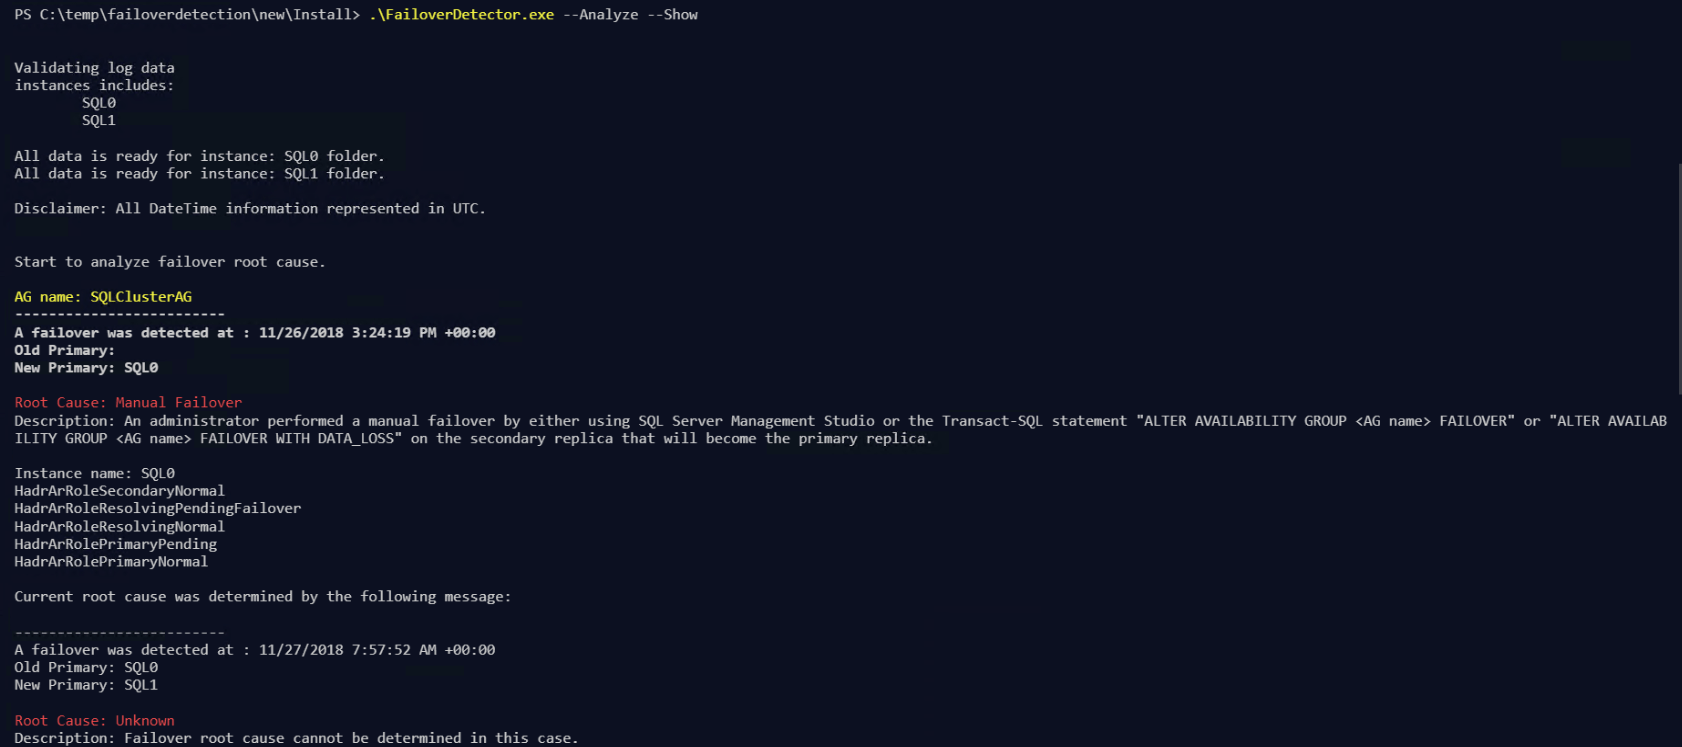 PS C:\temp\failoverdetection\new\Install> .\FailoverDetector.exe --Analyze --Show
Validating log data
instances includes:
SQL0
SQL1
All data is ready for instance: SQL0 folder.
All data is ready for instance: SQL1 folder.
Disclaimer: All DateTime information represented in UTC.
Start to analyze failover root cause.
AG name: SQLClusterAG
-------------------------
A failover was detected at : 11/26/2018 3:24:19 PM +00:00
Old Primary:
New Primary: SQL0
Root Cause: Manual Failover
Description: An administrator performed a manual failover by either using SQL Server Management Studio or the Transact-SQL statement "ALTER AVAILABILITY GROUP <AG name> FAILOVER" or "ALTER AVAILAB
ILITY GROUP <AG name> FAILOVER WITH DATA_LOSS" on the secondary replica that will become the primary replica.
Instance name: SQL0
HadrArRoleSecondaryNormal
HadrArRoleResolvingPendingFailover
HadrArRoleResolvingNormal
HadrArRolePrimaryPending
HadrArRolePrimaryNormal
Current root cause was determined by the following message:
-------------------------
A failover was detected at : 11/27/2018 7:57:52 AM +00:00
Old Primary: SQL0
New Primary: SQL1
Root Cause: Unknown
Description: Failover root cause cannot be determined in this case.